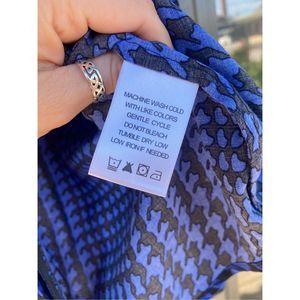 MACHINE WASH COLD
WITH LIKE COLORS
GENTLE CYCLE
DO NOT BLEACH
TUMBLE DRY LOW
LOW IRON IF NEEDED